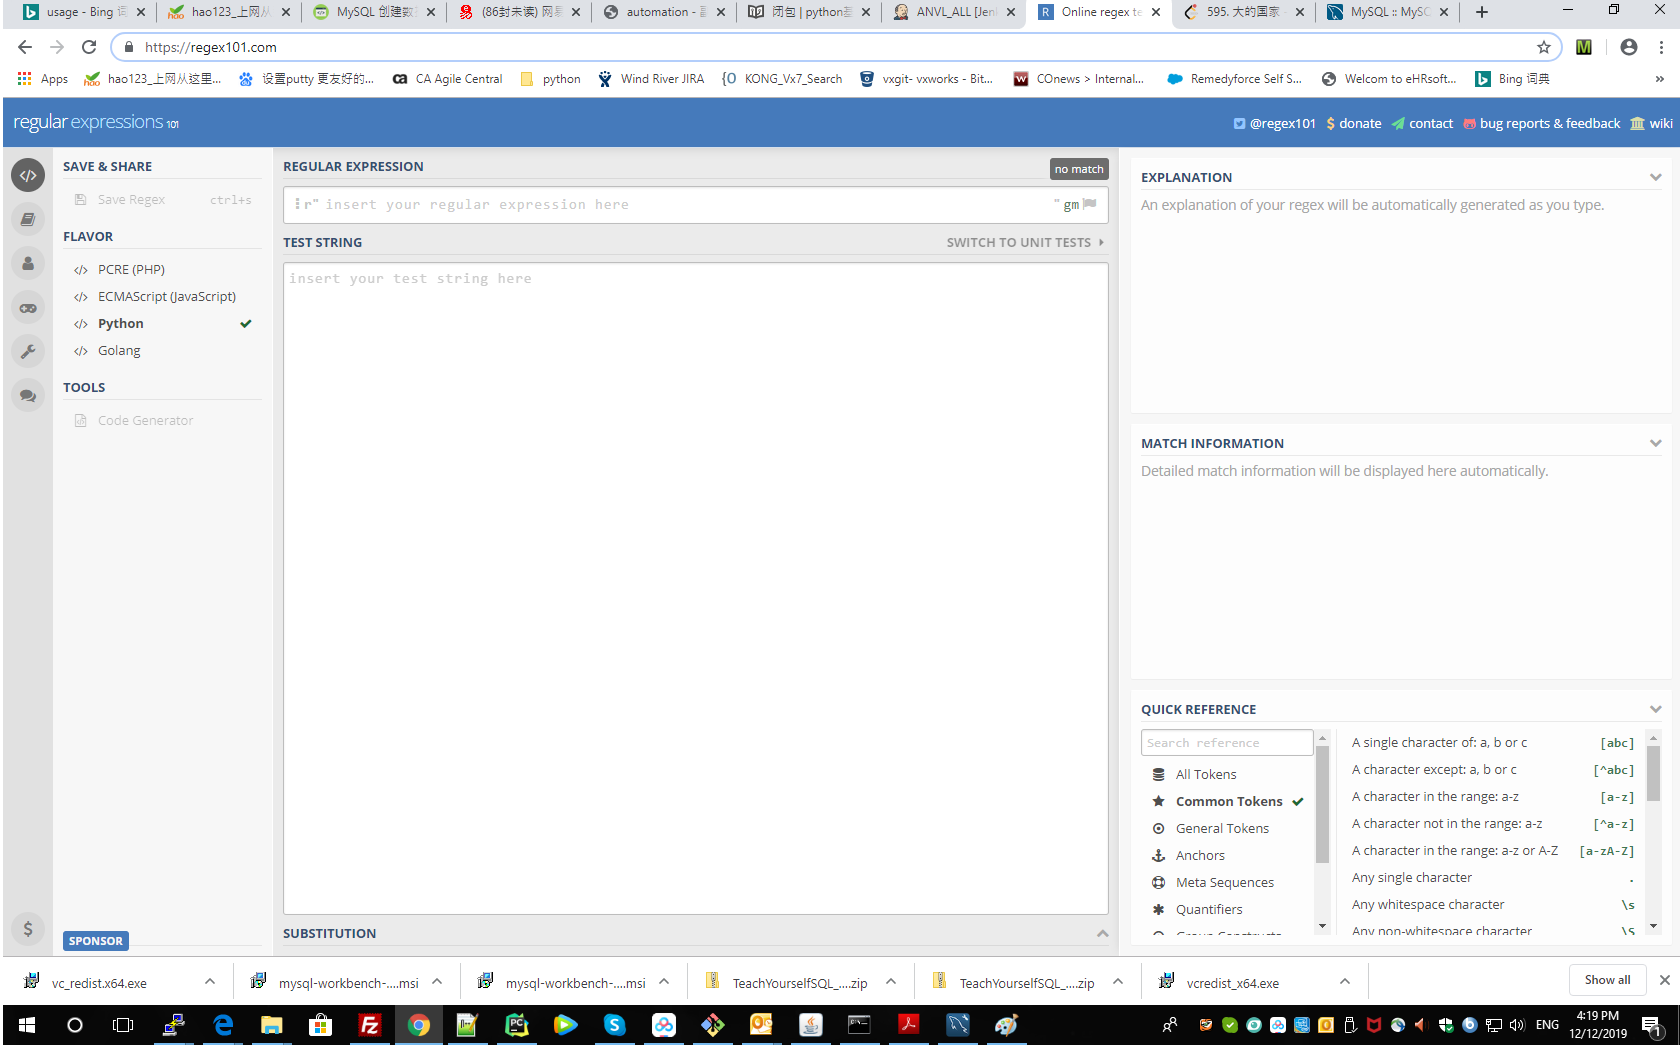 usage - Bing 词
hao123_上网从
MySQL 创建数
(86封未读) 网易
automation -
闭包 | python
ANVL_ALL [Jen
Online regex te
595. 大的国家
MySQL :: MySC
https://regex101.com
Apps
hao123_上网从这里...
设置putty 更友好的...
CA Agile Central
python
Wind River JIRA
KONG_Vx7_Search
vxgit- vxworks - Bit...
COnews > Internal...
Remedyforce Self S...
Welcom to eHRsoft...
Bing 词典
»
regular expressions 101
@regex101
$ donate
contact
bug reports & feedback
wiki
SAVE & SHARE
Save Regex ctrl+s
FLAVOR
</> PCRE (PHP)
</> ECMAScript (JavaScript)
</> Python
</> Golang
TOOLS
Code Generator
SPONSOR
REGULAR EXPRESSION
no match
r" insert your regular expression here " gm
TEST STRING
SWITCH TO UNIT TESTS
insert your test string here
SUBSTITUTION
EXPLANATION
An explanation of your regex will be automatically generated as you type.
MATCH INFORMATION
Detailed match information will be displayed here automatically.
QUICK REFERENCE
Search reference
All Tokens
Common Tokens
General Tokens
Anchors
Meta Sequences
Quantifiers
Group Constructs
A single character of: a, b or c [abc]
A character except: a, b or c [^abc]
A character in the range: a-z [a-z]
A character not in the range: a-z [^a-z]
A character in the range: a-z or A-Z [a-zA-Z]
Any single character .
Any whitespace character \s
Any non-whitespace character \S
vc_redist.x64.exe
mysql-workbench-....msi
mysql-workbench-....msi
TeachYourselfSQL_....zip
TeachYourselfSQL_....zip
vcredist_x64.exe
Show all
ENG
4:19 PM
12/12/2019
1